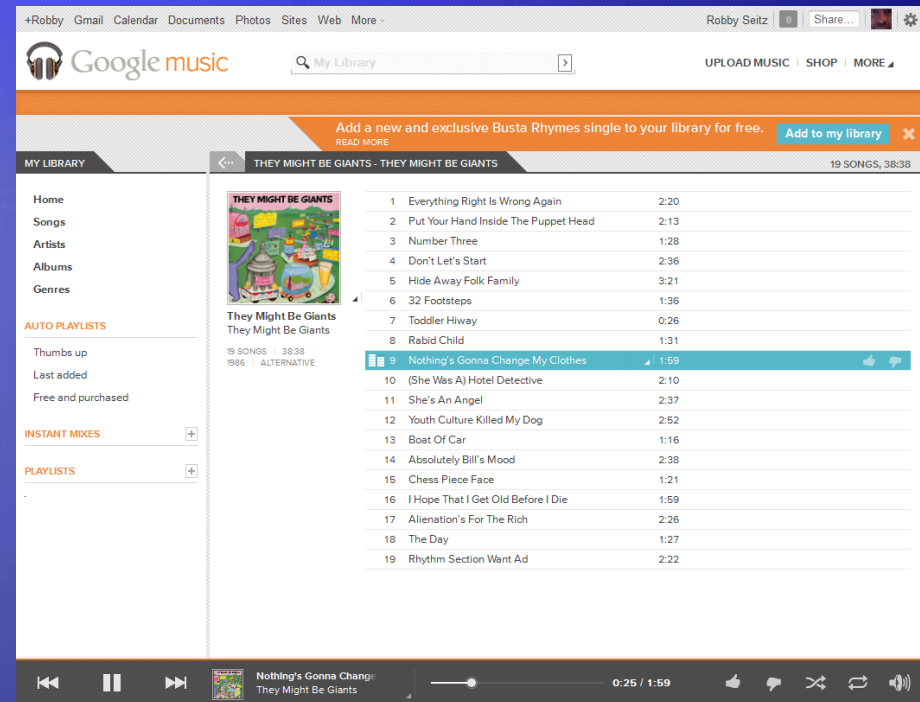 +Robby Gmail Calendar Documents Photos Sites Web More
Robby Seitz 0 Share...
Google music
My Library
UPLOAD MUSIC SHOP MORE
Add a new and exclusive Busta Rhymes single to your library for free.
READ MORE
Add to my library
MY LIBRARY
THEY MIGHT BE GIANTS - THEY MIGHT BE GIANTS
19 SONGS, 38:38
Home
Songs
Artists
Albums
Genres
AUTO PLAYLISTS
Thumbs up
Last added
Free and purchased
INSTANT MIXES
PLAYLISTS
THEY MIGHT BE GIANTS
They Might Be Giants
They Might Be Giants
19 SONGS 38:38
1986 ALTERNATIVE
1 Everything Right Is Wrong Again 2:20
2 Put Your Hand Inside The Puppet Head 2:13
3 Number Three 1:28
4 Don't Let's Start 2:36
5 Hide Away Folk Family 3:21
6 32 Footsteps 1:36
7 Toddler Hiway 0:26
8 Rabid Child 1:31
9 Nothing's Gonna Change My Clothes 1:59
10 (She Was A) Hotel Detective 2:10
11 She's An Angel 2:37
12 Youth Culture Killed My Dog 2:52
13 Boat Of Car 1:16
14 Absolutely Bill's Mood 2:38
15 Chess Piece Face 1:21
16 I Hope That I Get Old Before I Die 1:59
17 Alienation's For The Rich 2:26
18 The Day 1:27
19 Rhythm Section Want Ad 2:22
Nothing's Gonna Change
They Might Be Giants
0:25 / 1:59